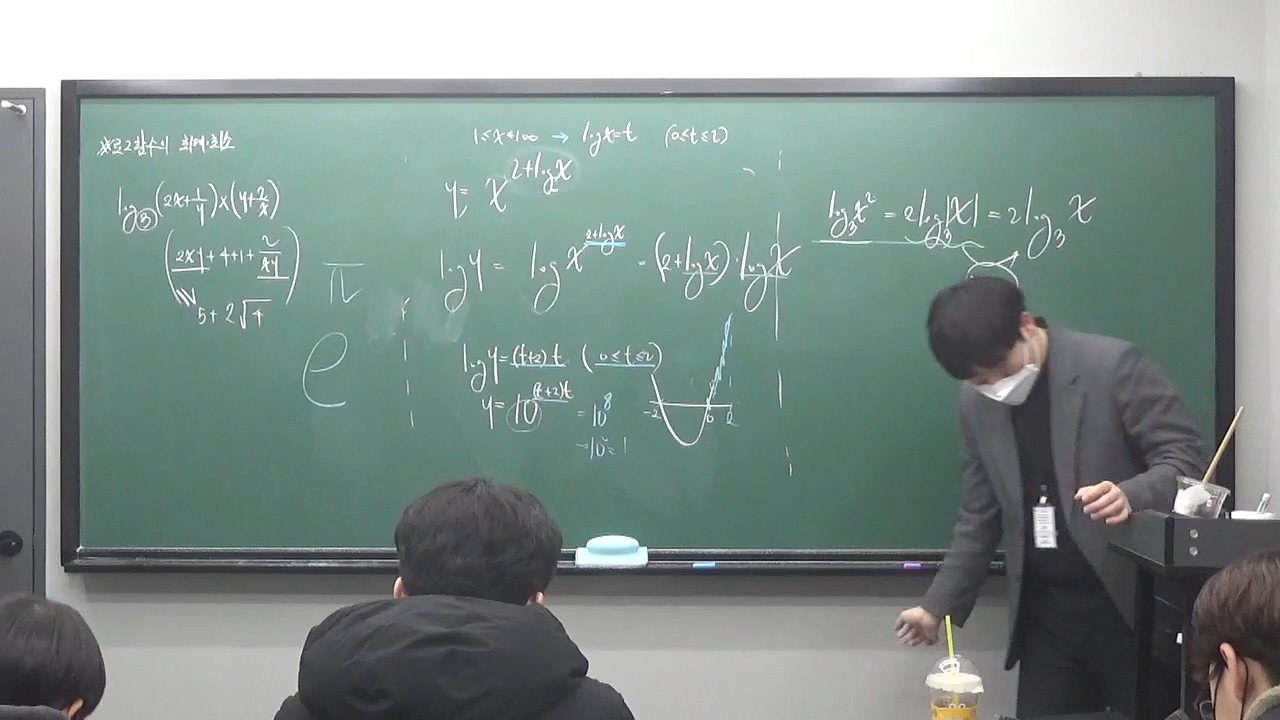 ※로그함수의 최대·최소
log③(2x+1/y)×(y+2/x)
(2xy+4+1+2/xy)
5+2√4
π
e
1≤x≤100 → log x=t (0≤t≤2)
y= x^(2+log x)
log y = log x^(2+log x) = (2+log x)·log x
log y=(t+2)t (0≤t≤2)
y= 10^((t+2)t) = 10^8
→10^0=1
-2 0 2
log₃x² = 2log₃|x| = 2log₃ x